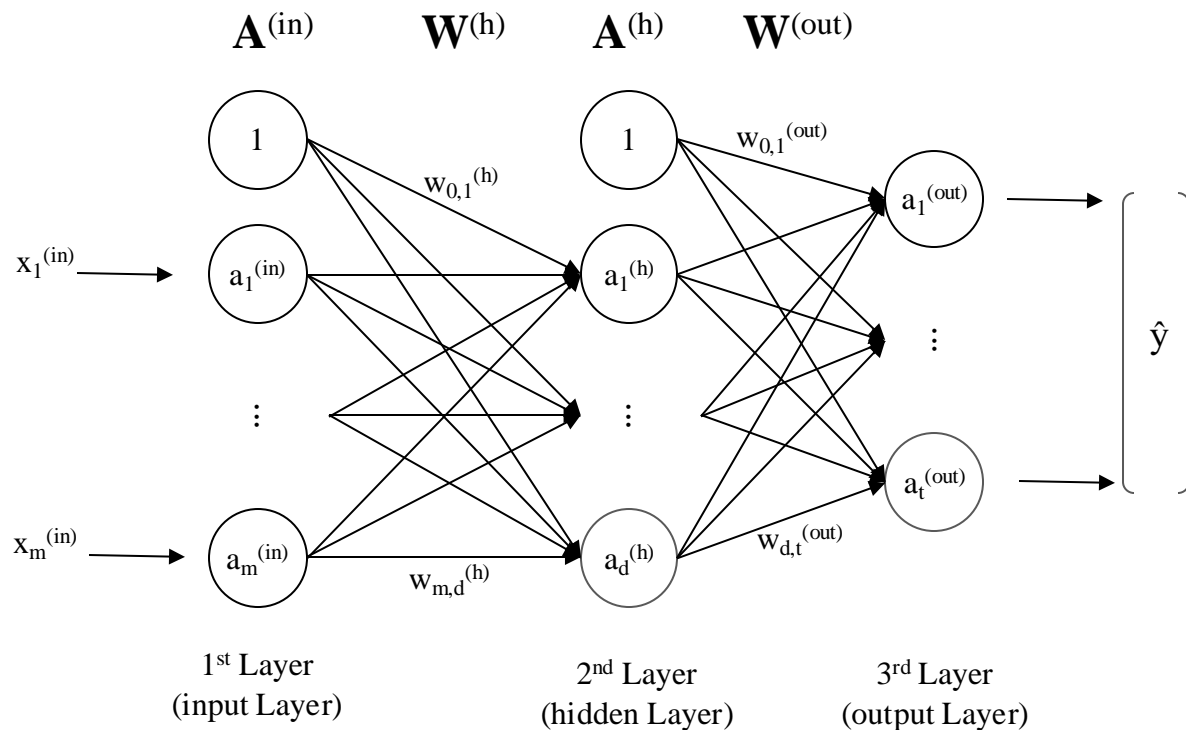 A(in) W(h) A(h) W(out)
1 1
w0,1(out)
w0,1(h)
a1(out)
x1(in) a1(in) a1(h)
⋮
ŷ
⋮ ⋮
at(out)
xm(in) am(in) ad(h)
wd,t(out)
wm,d(h)
1st Layer
(input Layer)
2nd Layer
(hidden Layer)
3rd Layer
(output Layer)